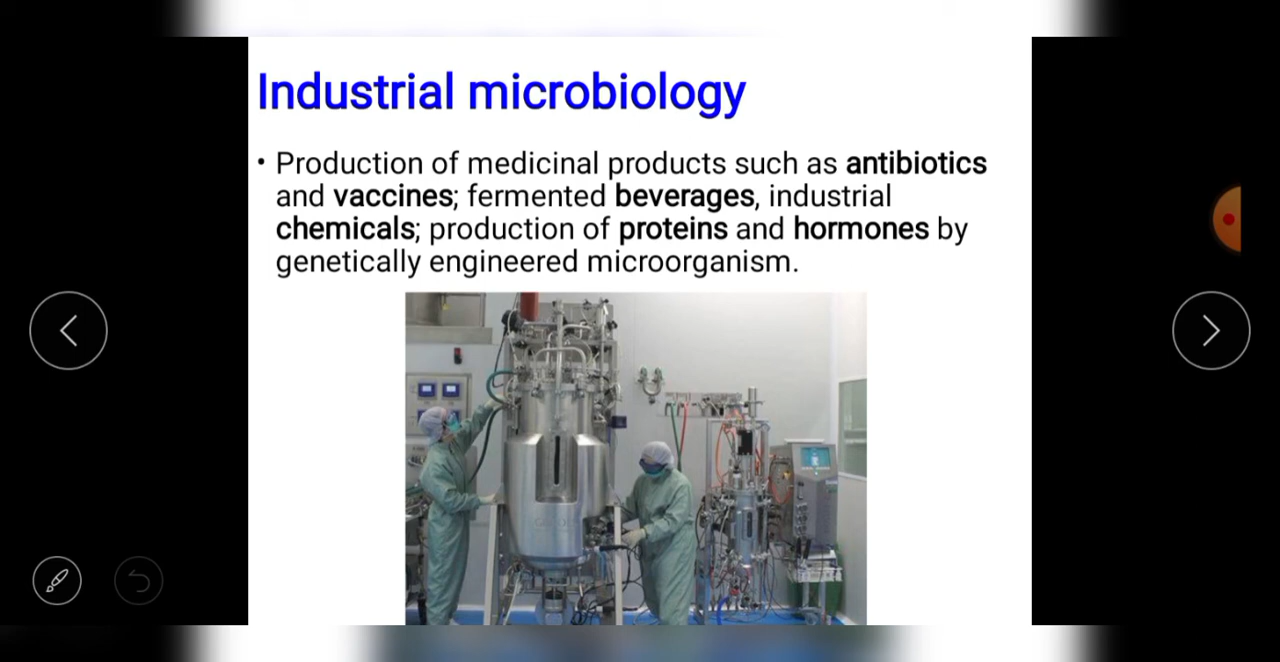 Industrial microbiology
• Production of medicinal products such as antibiotics
and vaccines; fermented beverages, industrial
chemicals; production of proteins and hormones by
genetically engineered microorganism.